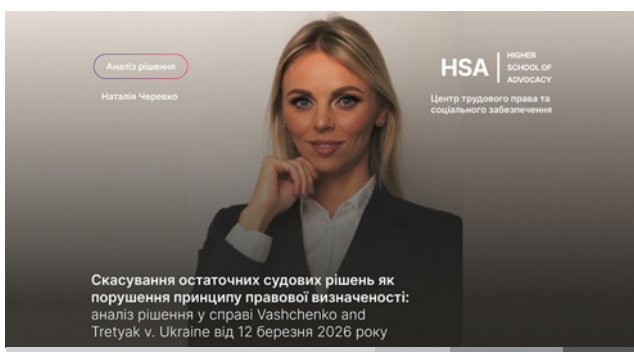 Аналіз рішення
Наталія Черевко
HSA
HIGHER
SCHOOL OF
ADVOCACY
Центр трудового права та
соціального забезпечення
Скасування остаточних судових рішень як
порушення принципу правової визначеності:
аналіз рішення у справі Vashchenko and
Tretyak v. Ukraine від 12 березня 2026 року